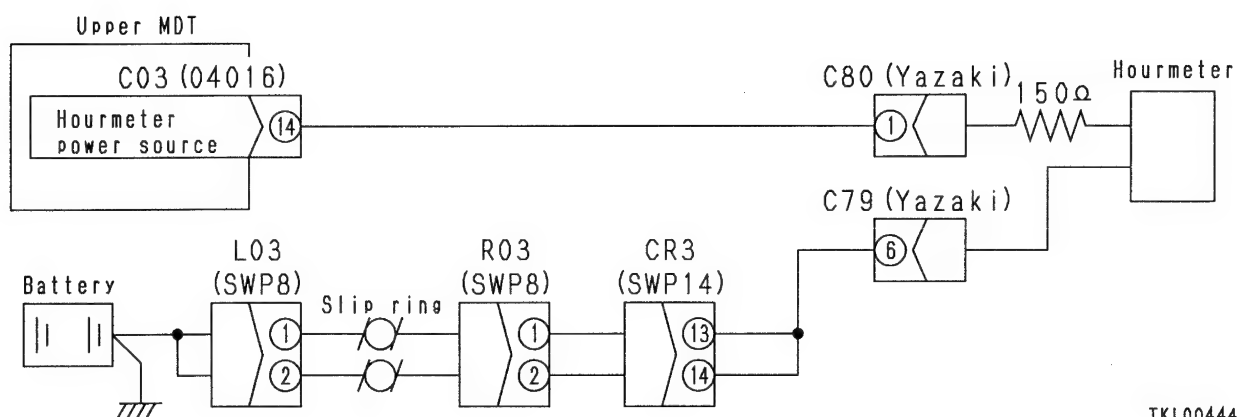 Upper MDT
C03 (04016)
Hourmeter
power source
14
C80 (Yazaki)
1
150Ω
Hourmeter
C79 (Yazaki)
6
Battery
L03
(SWP8)
1
2
Slip ring
R03
(SWP8)
1
2
CR3
(SWP14)
13
14
TKL00444